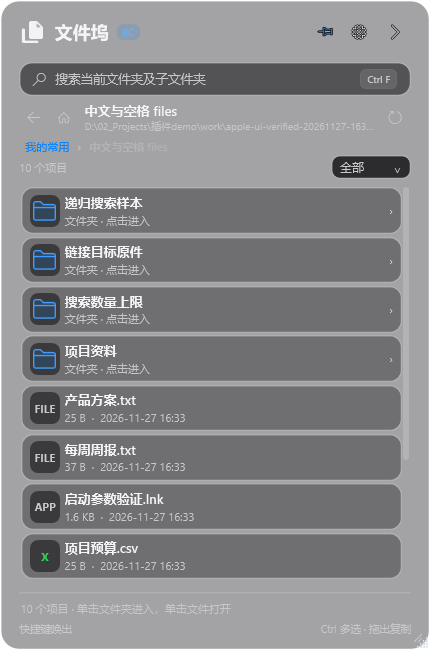 文件坞
搜索当前文件夹及子文件夹 Ctrl F
中文与空格 files
D:\02_Projects\插件demo\work\apple-ui-verified-20261127-163...
我的常用 › 中文与空格 files
10 个项目 全部
递归搜索样本
文件夹 · 点击进入
链接目标原件
文件夹 · 点击进入
搜索数量上限
文件夹 · 点击进入
项目资料
文件夹 · 点击进入
FILE 产品方案.txt
25 B · 2026-11-27 16:33
FILE 每周周报.txt
37 B · 2026-11-27 16:33
APP 启动参数验证.lnk
1.6 KB · 2026-11-27 16:33
X 项目预算.csv
25 B · 2026-11-27 16:33
10 个项目 · 单击文件夹进入，单击文件打开
快捷键唤出 Ctrl 多选 · 拖出复制